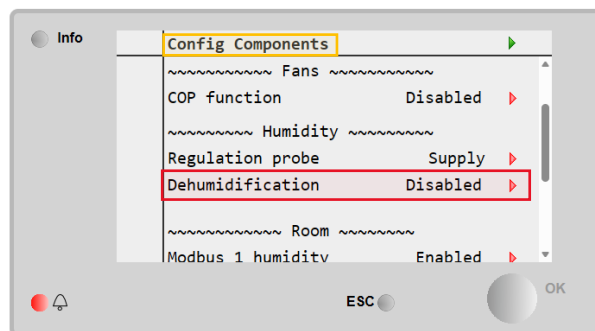 Info
Config Components
~~~~~~~~~~~ Fans ~~~~~~~~~~~
COP function Disabled
~~~~~~~~~ Humidity ~~~~~~~~~
Regulation probe Supply
Dehumidification Disabled
~~~~~~~~~~~~ Room ~~~~~~~~
Modbus 1 humidity Enabled
ESC
OK